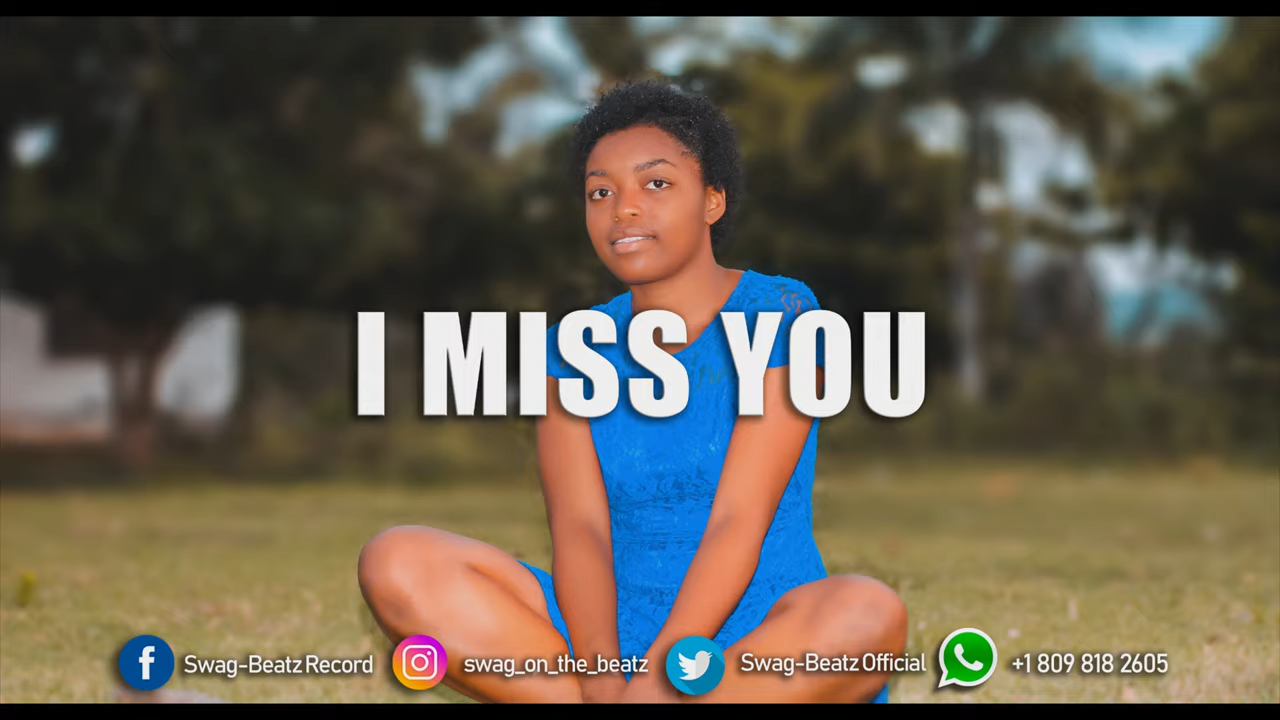 I MISS YOU
Swag-Beatz Record
swag_on_the_beatz
Swag-Beatz Official
+1 809 818 2605